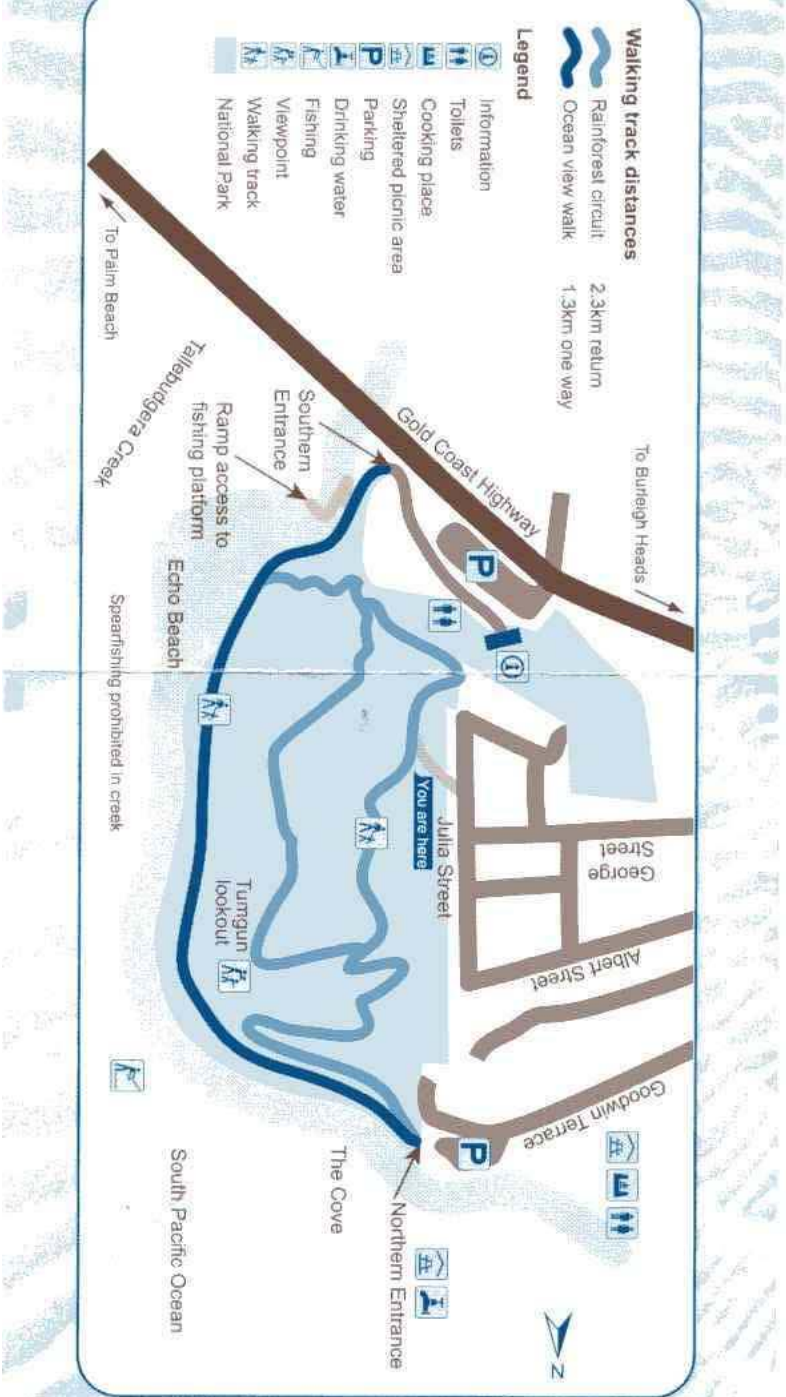 Walking track distances
Rainforest circuit 2.3km return
Ocean view walk 1.3km one way
Legend
Information
Toilets
Cooking place
Sheltered picnic area
P Parking
Drinking water
Fishing
Viewpoint
Walking track
National Park
To Burleigh Heads
Gold Coast Highway
To Palm Beach
Tallebudgera Creek
Southern
Entrance
Ramp access to
fishing platform
P
Echo Beach
Spearfishing prohibited in creek
Julia Street
You are here
George
Street
Albert Street
Goodwin Terrace
P
Tumgun
lookout
The Cove
Northern Entrance
South Pacific Ocean
N